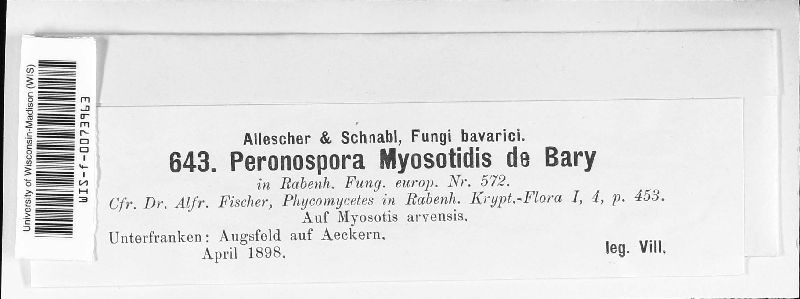 University of Wisconsin-Madison (WIS)
WIS-f-0073963
Allescher & Schnabl, Fungi bavarici.
643. Peronospora Myosotidis de Bary
in Rabenh. Fung. europ. Nr. 572.
Cfr. Dr. Alfr. Fischer, Phycomycetes in Rabenh. Krypt.-Flora I, 4, p. 453.
Auf Myosotis arvensis.
Unterfranken: Augsfeld auf Aeckern.
April 1898.
leg. Vill.